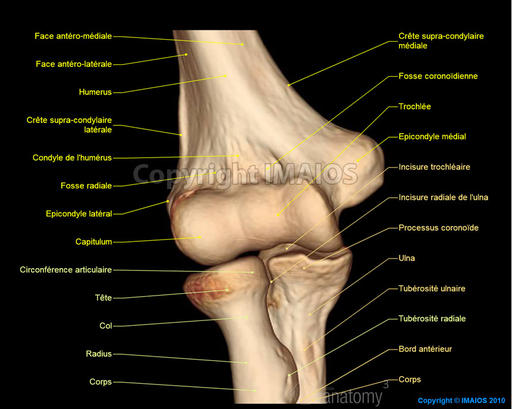 Face antéro-médiale
Face antéro-latérale
Humerus
Crête supra-condylaire
latérale
Condyle de l'humérus
Fosse radiale
Epicondyle latéral
Capitulum
Circonférence articulaire
Tête
Col
Radius
Corps
Crête supra-condylaire
médiale
Fosse coronoïdienne
Trochlée
Epicondyle médial
Incisure trochléaire
Incisure radiale de l'ulna
Processus coronoïde
Ulna
Tubérosité ulnaire
Tubérosité radiale
Bord antérieur
Corps
Copyright IMAIOS
anatomy 3
Copyright © IMAIOS 2010